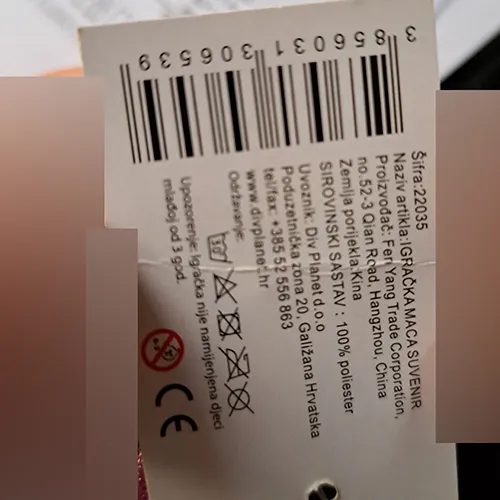 Šifra:22035
Naziv artikla:IGRAČKA MACA SUVENIR
Proizvođač: Fen Yang Trade Corporation,
no.52-3 Qian Road, Hangzhou, China
Zemlja porijekla:Kina
SIROVINSKI SASTAV : 100% poliester
Uvoznik: Div Planet d.o.o
Poduzetnička zona 20, Galižana Hrvatska
tel/fax: +385 52 556 863
www.divplanet.hr
Održavanje:
30
Upozorenje: Igračka nije namijenjena djeci
mlađoj od 3 god.
0-3
CE
3 856031 306539